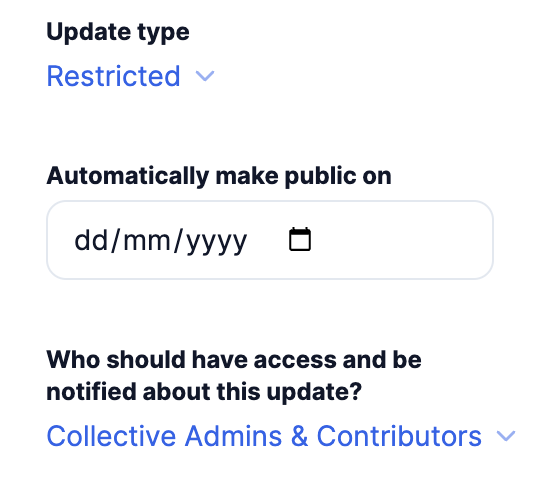 Update type
Restricted
Automatically make public on
dd/mm/yyyy
Who should have access and be
notified about this update?
Collective Admins & Contributors